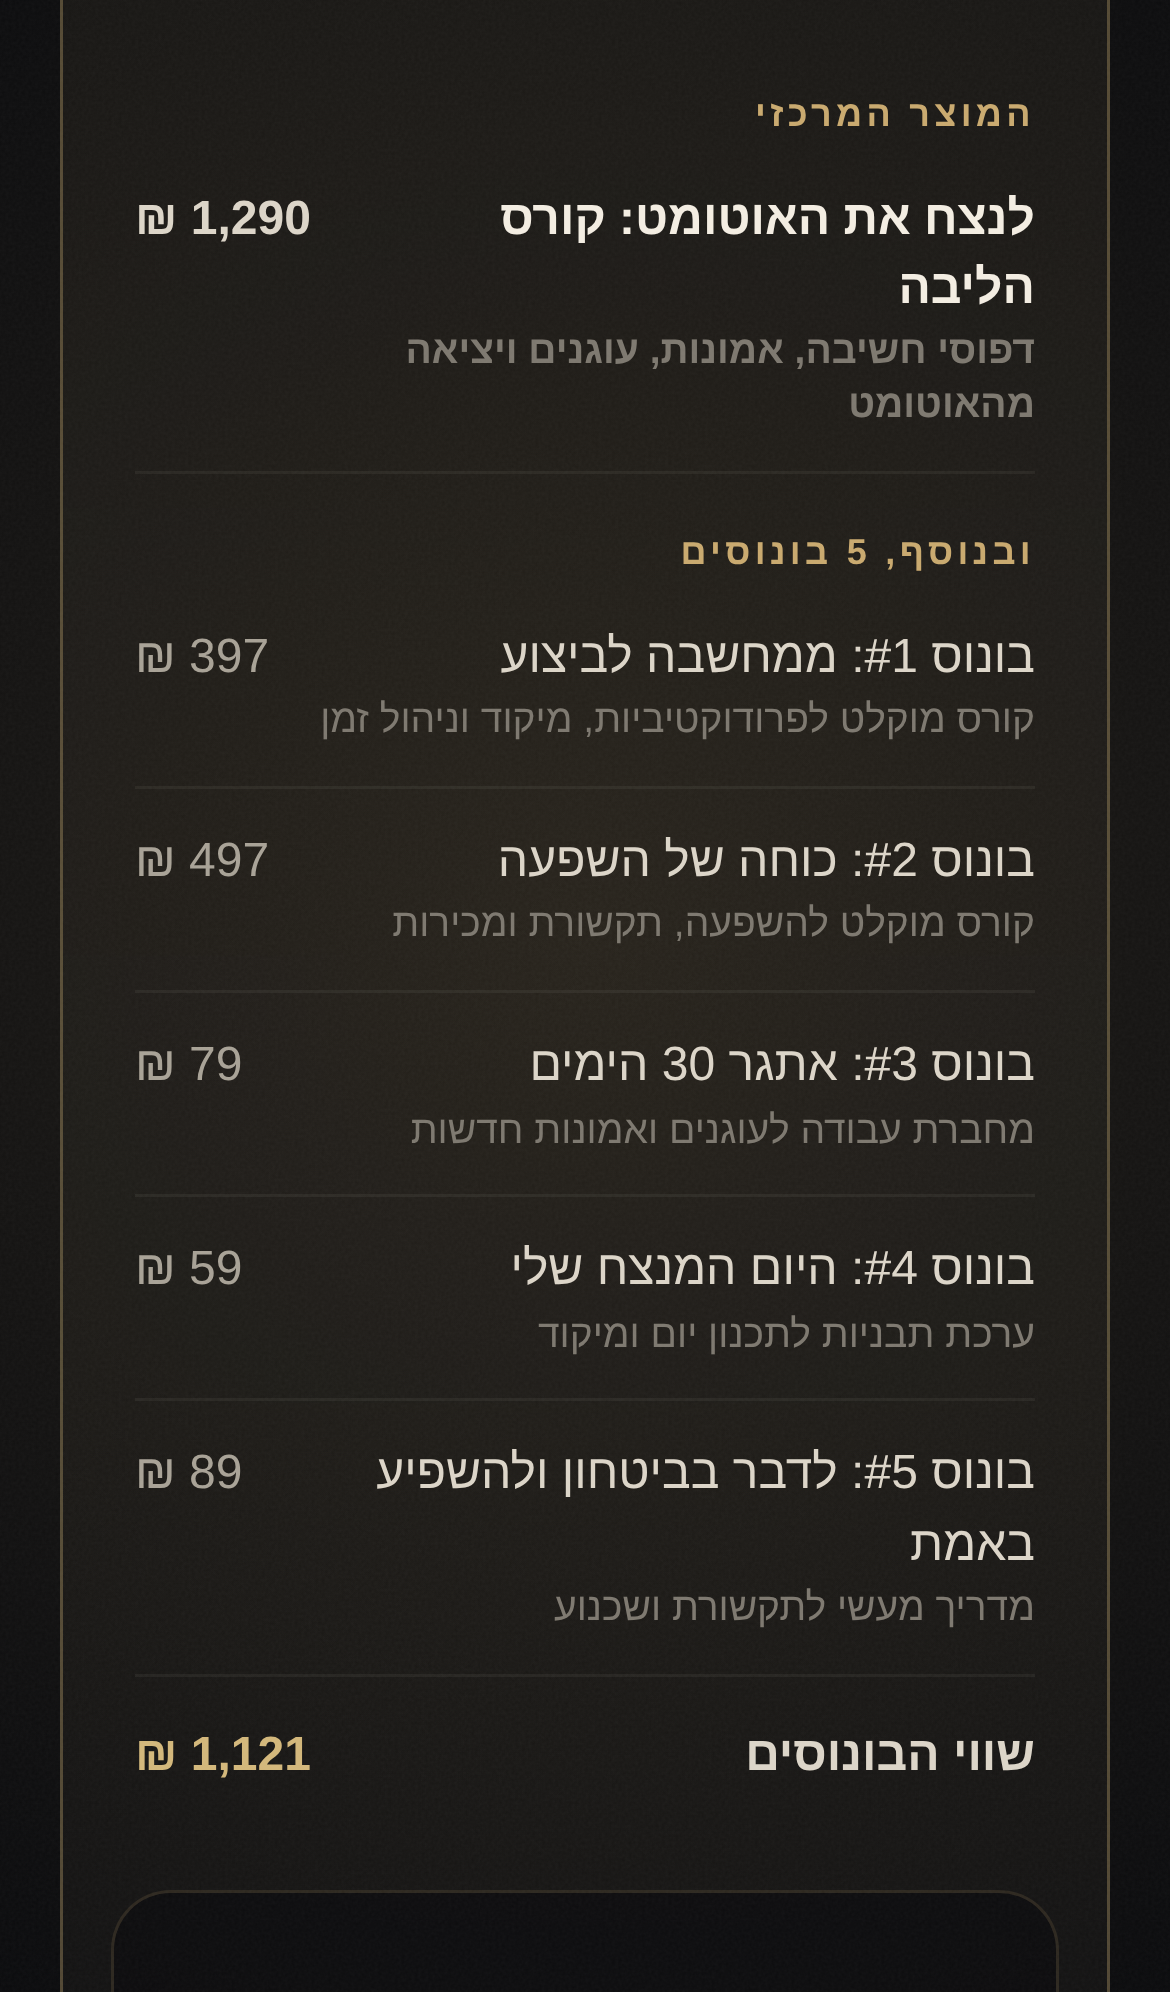 המוצר המרכזי
לנצח את האוטומט: קורס
1,290 ₪
הליבה
דפוסי חשיבה, אמונות, עוגנים ויציאה
מהאוטומט
ובנוסף, 5 בונוסים
בונוס #1: ממחשבה לביצוע
397 ₪
קורס מוקלט לפרודוקטיביות, מיקוד וניהול זמן
בונוס #2: כוחה של השפעה
497 ₪
קורס מוקלט להשפעה, תקשורת ומכירות
בונוס #3: אתגר 30 הימים
79 ₪
מחברת עבודה לעוגנים ואמונות חדשות
בונוס #4: היום המנצח שלי
59 ₪
ערכת תבניות לתכנון יום ומיקוד
בונוס #5: לדבר בביטחון ולהשפיע
89 ₪
באמת
מדריך מעשי לתקשורת ושכנוע
שווי הבונוסים
1,121 ₪